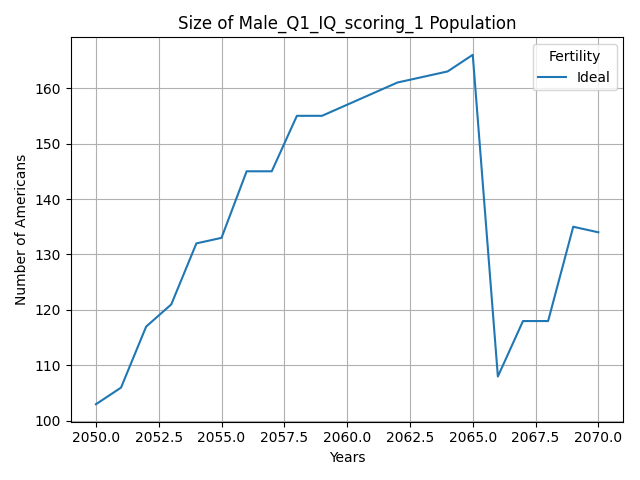 Size of Male_Q1_IQ_scoring_1 Population
Fertility
Ideal
Number of Americans
160
150
140
130
120
110
100
2050.0 2052.5 2055.0 2057.5 2060.0 2062.5 2065.0 2067.5 2070.0
Years